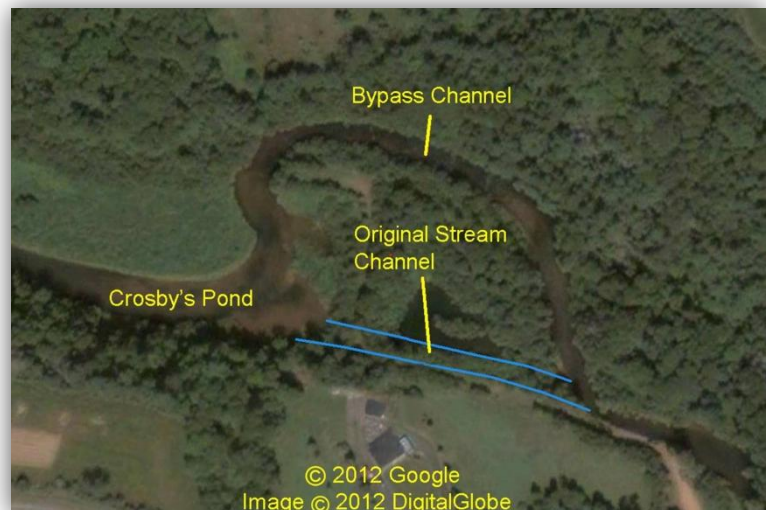 Bypass Channel
Original Stream
Channel
Crosby's Pond
© 2012 Google
Image © 2012 DigitalGlobe